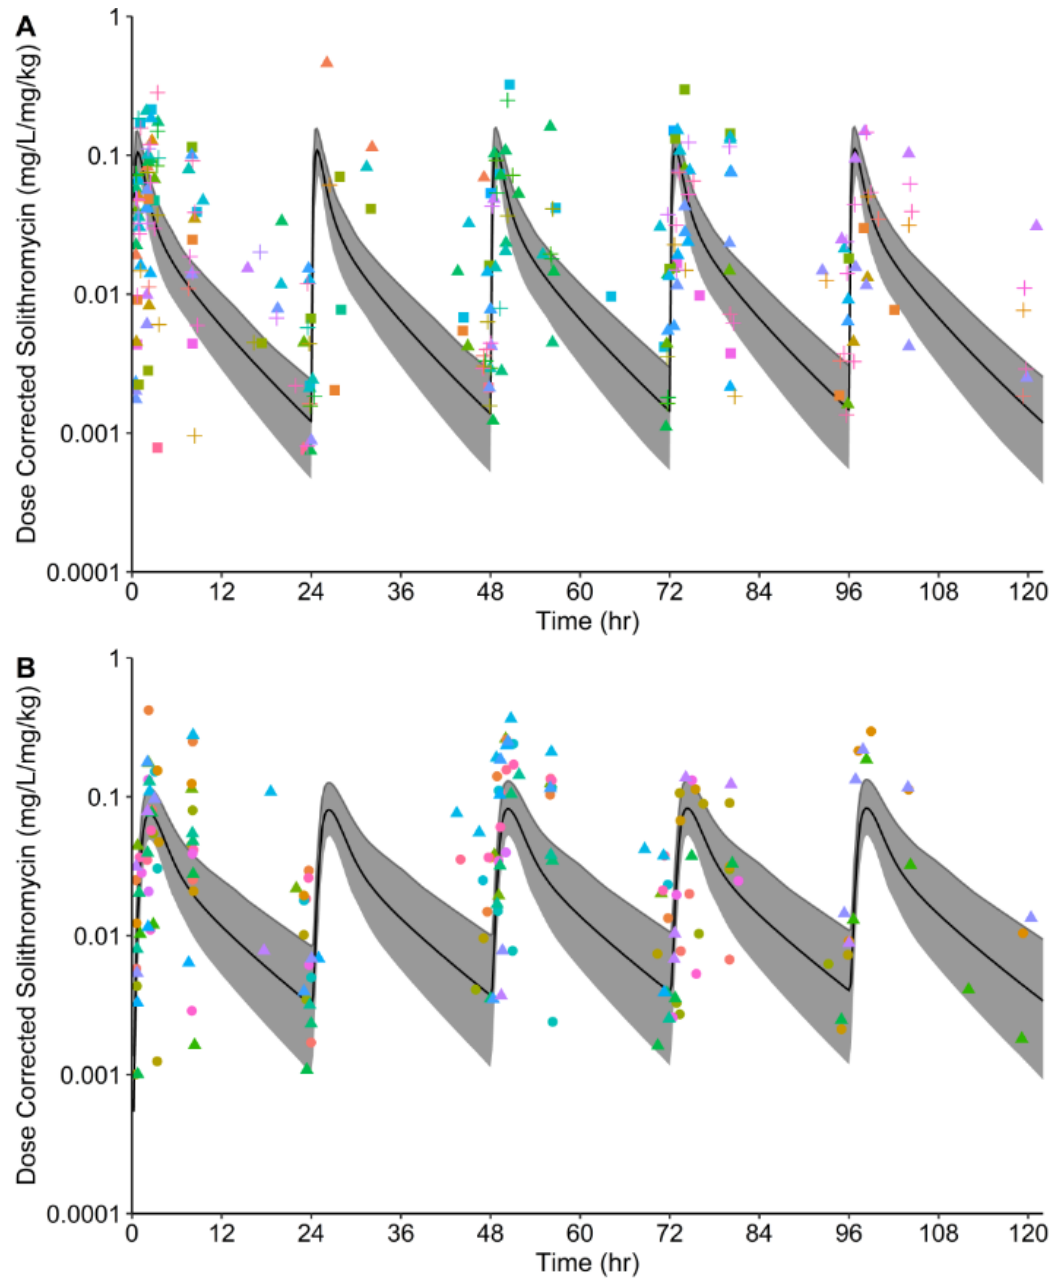 A
Dose Corrected Solithromycin (mg/L/mg/kg)
1
0.1
0.01
0.001
0.0001
0 12 24 36 48 60 72 84 96 108 120
Time (hr)
B
Dose Corrected Solithromycin (mg/L/mg/kg)
1
0.1
0.01
0.001
0.0001
0 12 24 36 48 60 72 84 96 108 120
Time (hr)